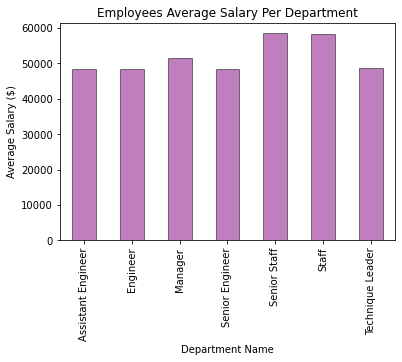 Employees Average Salary Per Department
Average Salary ($)
60000
50000
40000
30000
20000
10000
0
Assistant Engineer
Engineer
Manager
Senior Engineer
Senior Staff
Staff
Technique Leader
Department Name